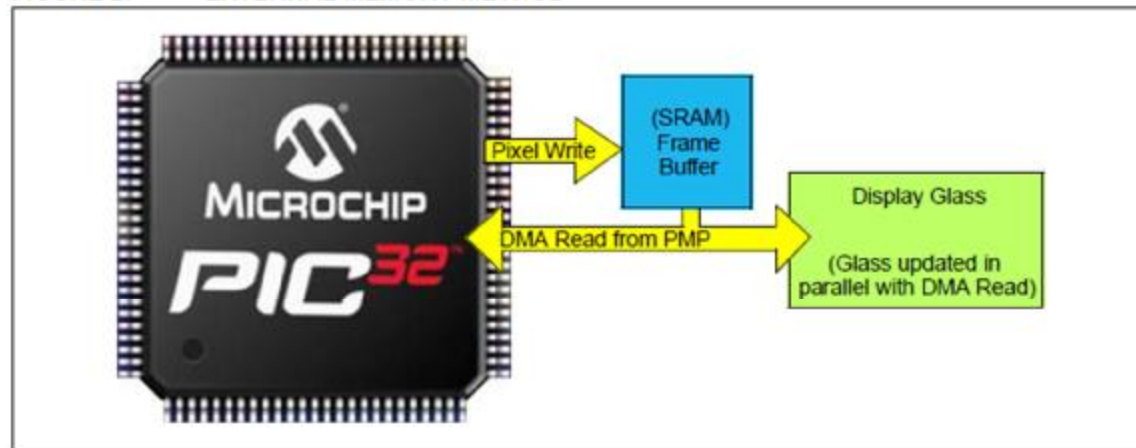 MICROCHIP
PIC32™
Pixel Write
(SRAM)
Frame
Buffer
DMA Read from PMP
Display Glass
(Glass updated in
parallel with DMA Read)